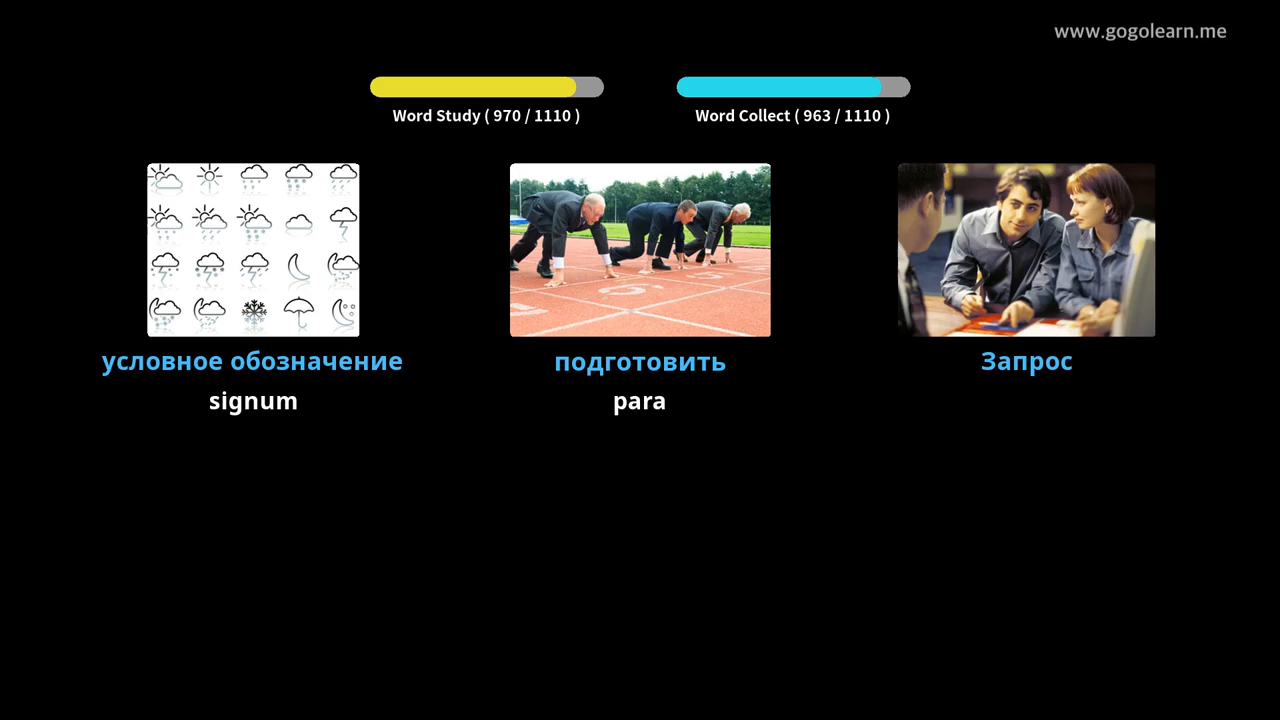 www.gogolearn.me
Word Study ( 970 / 1110 )
Word Collect ( 963 / 1110 )
условное обозначение
signum
подготовить
para
Запрос